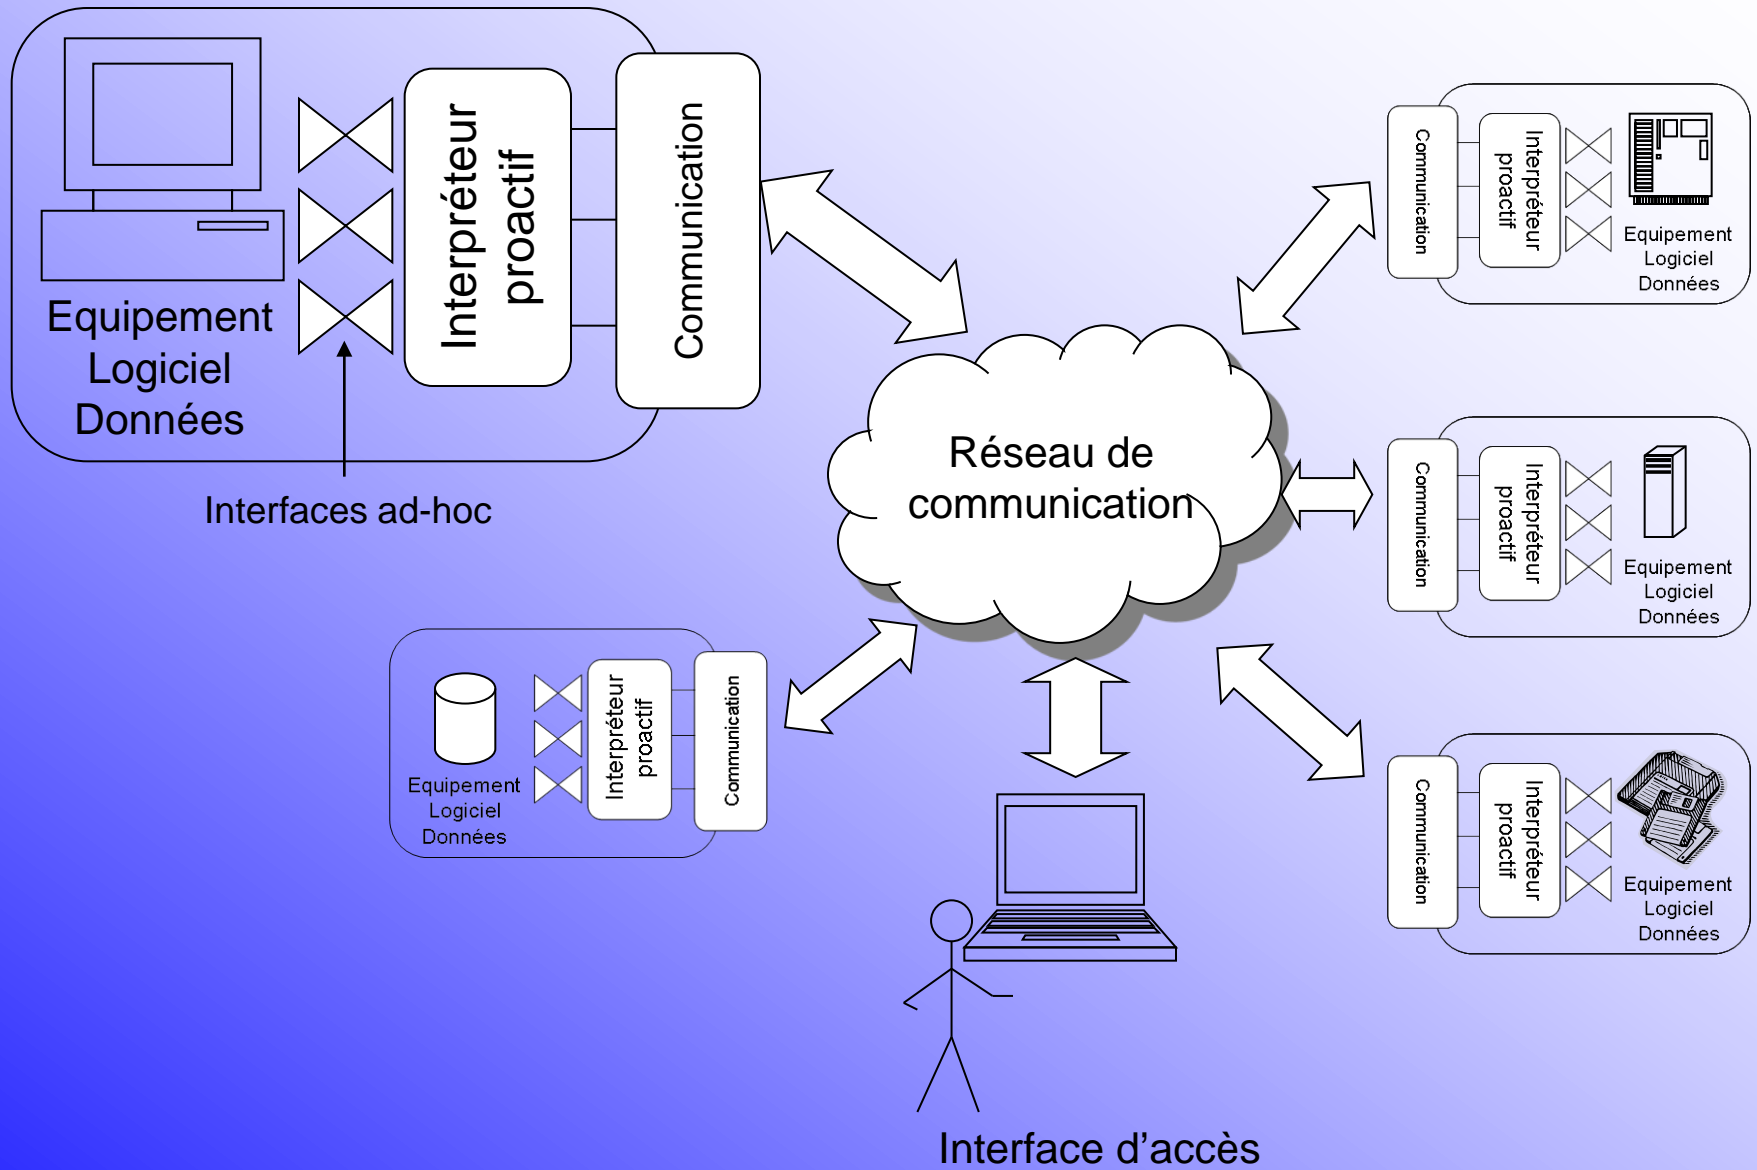 Equipement
Logiciel
Données
Interpréteur
proactif
Communication
Interfaces ad-hoc
Réseau de
communication
Communication
Interpréteur
proactif
Equipement
Logiciel
Données
Communication
Interpréteur
proactif
Equipement
Logiciel
Données
Equipement
Logiciel
Données
Interpréteur
proactif
Communication
Communication
Interpréteur
proactif
Equipement
Logiciel
Données
Interface d'accès